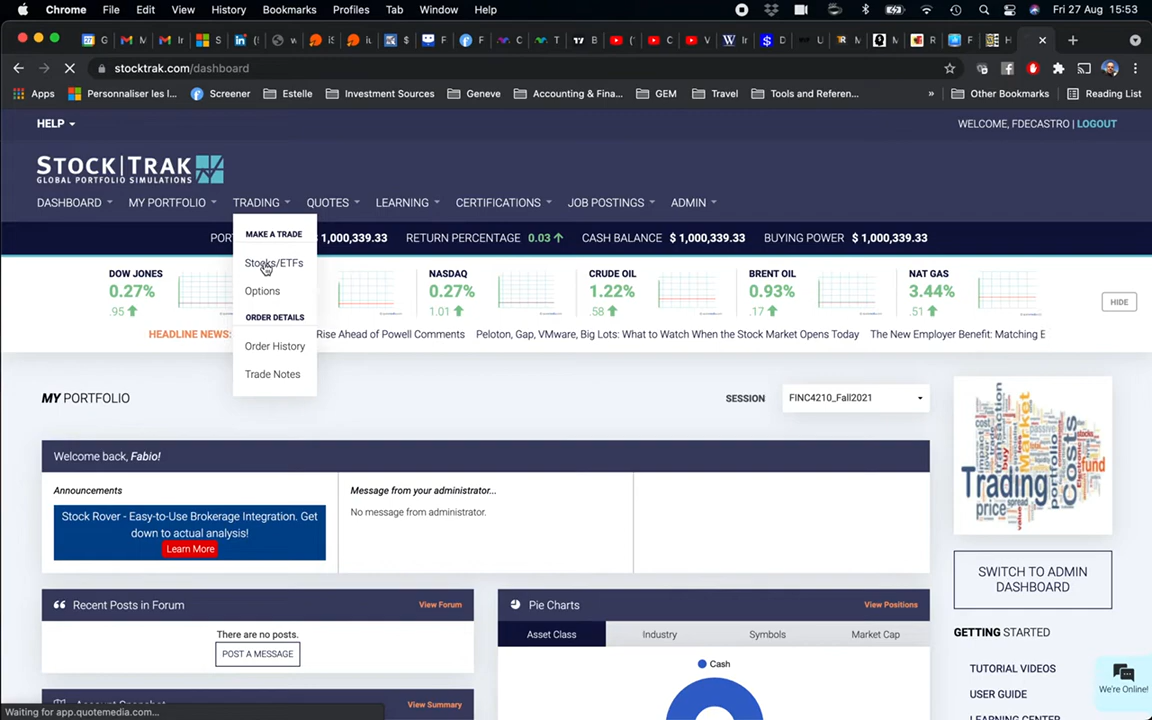 Chrome File Edit View History Bookmarks Profiles Tab Window Help Fri 27 Aug 15:53
stocktrak.com/dashboard
Apps Personnaliser les l... Screener Estelle Investment Sources Geneve Accounting & Fina... GEM Travel Tools and Referen... » Other Bookmarks Reading List
HELP WELCOME, FDECASTRO | LOGOUT
STOCK|TRAK
GLOBAL PORTFOLIO SIMULATIONS
DASHBOARD MY PORTFOLIO TRADING QUOTES LEARNING CERTIFICATIONS JOB POSTINGS ADMIN
MAKE A TRADE
Stocks/ETFs
Options
ORDER DETAILS
Order History
Trade Notes
POR $ 1,000,339.33 RETURN PERCENTAGE 0.03 CASH BALANCE $ 1,000,339.33 BUYING POWER $ 1,000,339.33
DOW JONES NASDAQ CRUDE OIL BRENT OIL NAT GAS
0.27% 0.27% 1.22% 0.93% 3.44%
.95 1.01 .58 .17 .51
HIDE
HEADLINE NEWS: Rise Ahead of Powell Comments Peloton, Gap, VMware, Big Lots: What to Watch When the Stock Market Opens Today The New Employer Benefit: Matching E
MY PORTFOLIO SESSION FINC4210_Fall2021
Welcome back, Fabio!
Announcements
Stock Rover - Easy-to-Use Brokerage Integration. Get
down to actual analysis!
Learn More
Message from your administrator...
No message from administrator.
Trading
Market
Costs
fund
price
SWITCH TO ADMIN
DASHBOARD
Recent Posts in Forum View Forum
There are no posts.
POST A MESSAGE
Pie Charts View Positions
Asset Class Industry Symbols Market Cap
Cash
GETTING STARTED
TUTORIAL VIDEOS
USER GUIDE
LEARNING CENTER
We're Online!
Account Snapshot View Summary
Waiting for app.quotemedia.com...